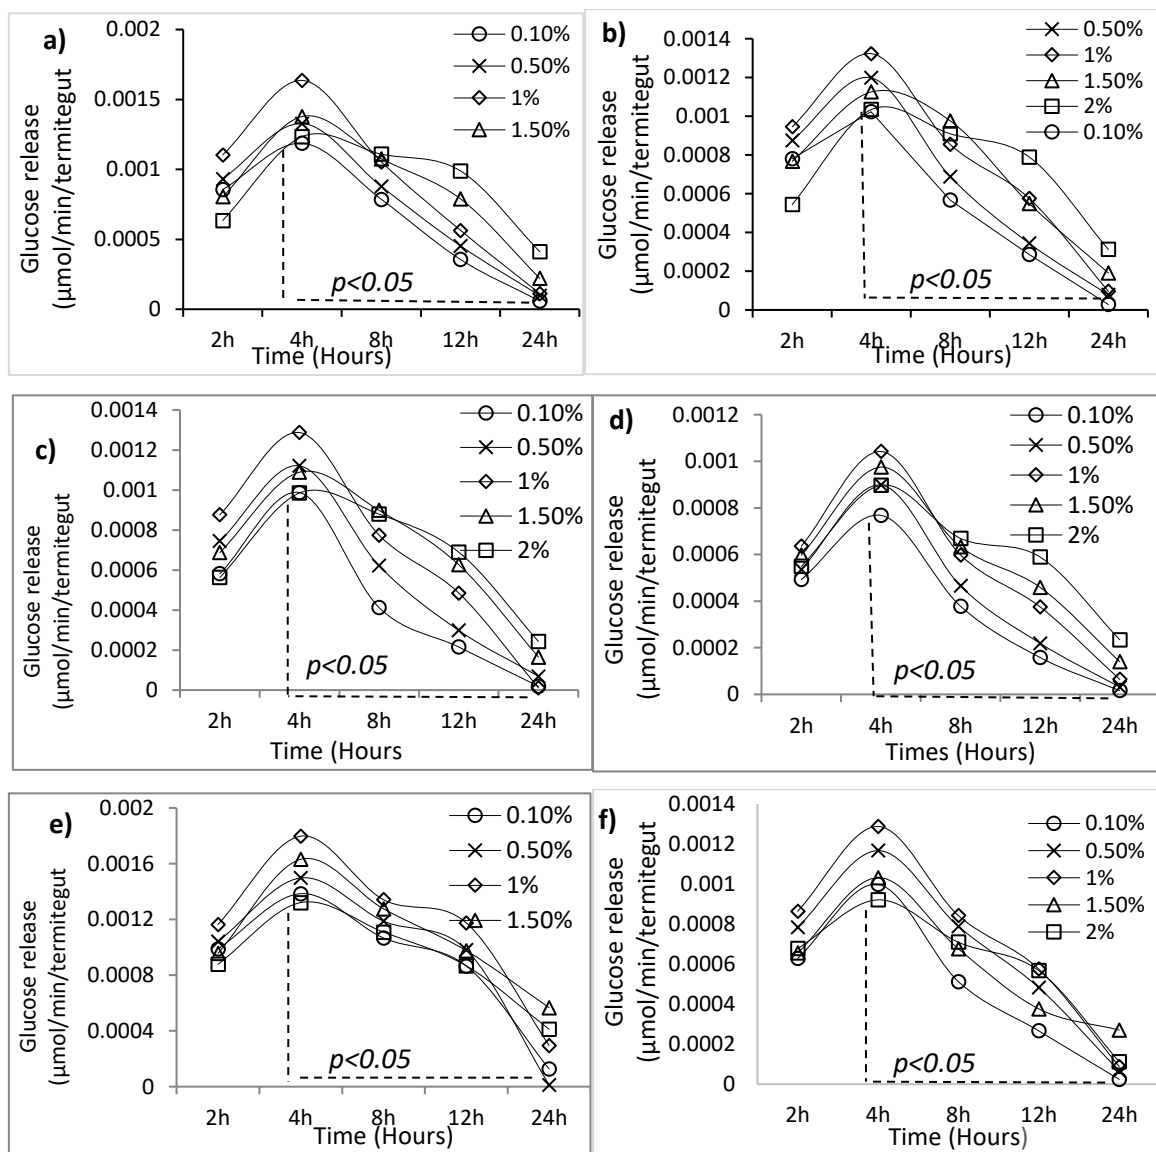 a)
0.002
0.0015
0.001
0.0005
0
Glucose release
(µmol/min/termitegut
0.10%
0.50%
1%
1.50%
p<0.05
2h 4h 8h 12h 24h
Time (Hours)
b)
0.0014
0.0012
0.001
0.0008
0.0006
0.0004
0.0002
0
Glucose release
(µmol/min/termitegut
0.50%
1%
1.50%
2%
0.10%
p<0.05
2h 4h 8h 12h 24h
Time (Hours)
c)
0.0014
0.0012
0.001
0.0008
0.0006
0.0004
0.0002
0
Glucose release
(µmol/min/termitegut
0.10%
0.50%
1%
1.50%
2%
p<0.05
2h 4h 8h 12h 24h
Time (Hours
d)
0.0012
0.001
0.0008
0.0006
0.0004
0.0002
0
Glucose release
(µmol/min/termitegut
0.10%
0.50%
1%
1.50%
2%
p<0.05
2h 4h 8h 12h 24h
Times (Hours)
e)
0.002
0.0016
0.0012
0.0008
0.0004
0
Glucose release
(µmol/min/termitegut
0.10%
0.50%
1%
1.50%
p<0.05
2h 4h 8h 12h 24h
Time (Hours)
f)
0.0014
0.0012
0.001
0.0008
0.0006
0.0004
0.0002
0
Glucose release
(µmol/min/termitegut
0.10%
0.50%
1%
1.50%
2%
p<0.05
2h 4h 8h 12h 24h
Time (Hours)